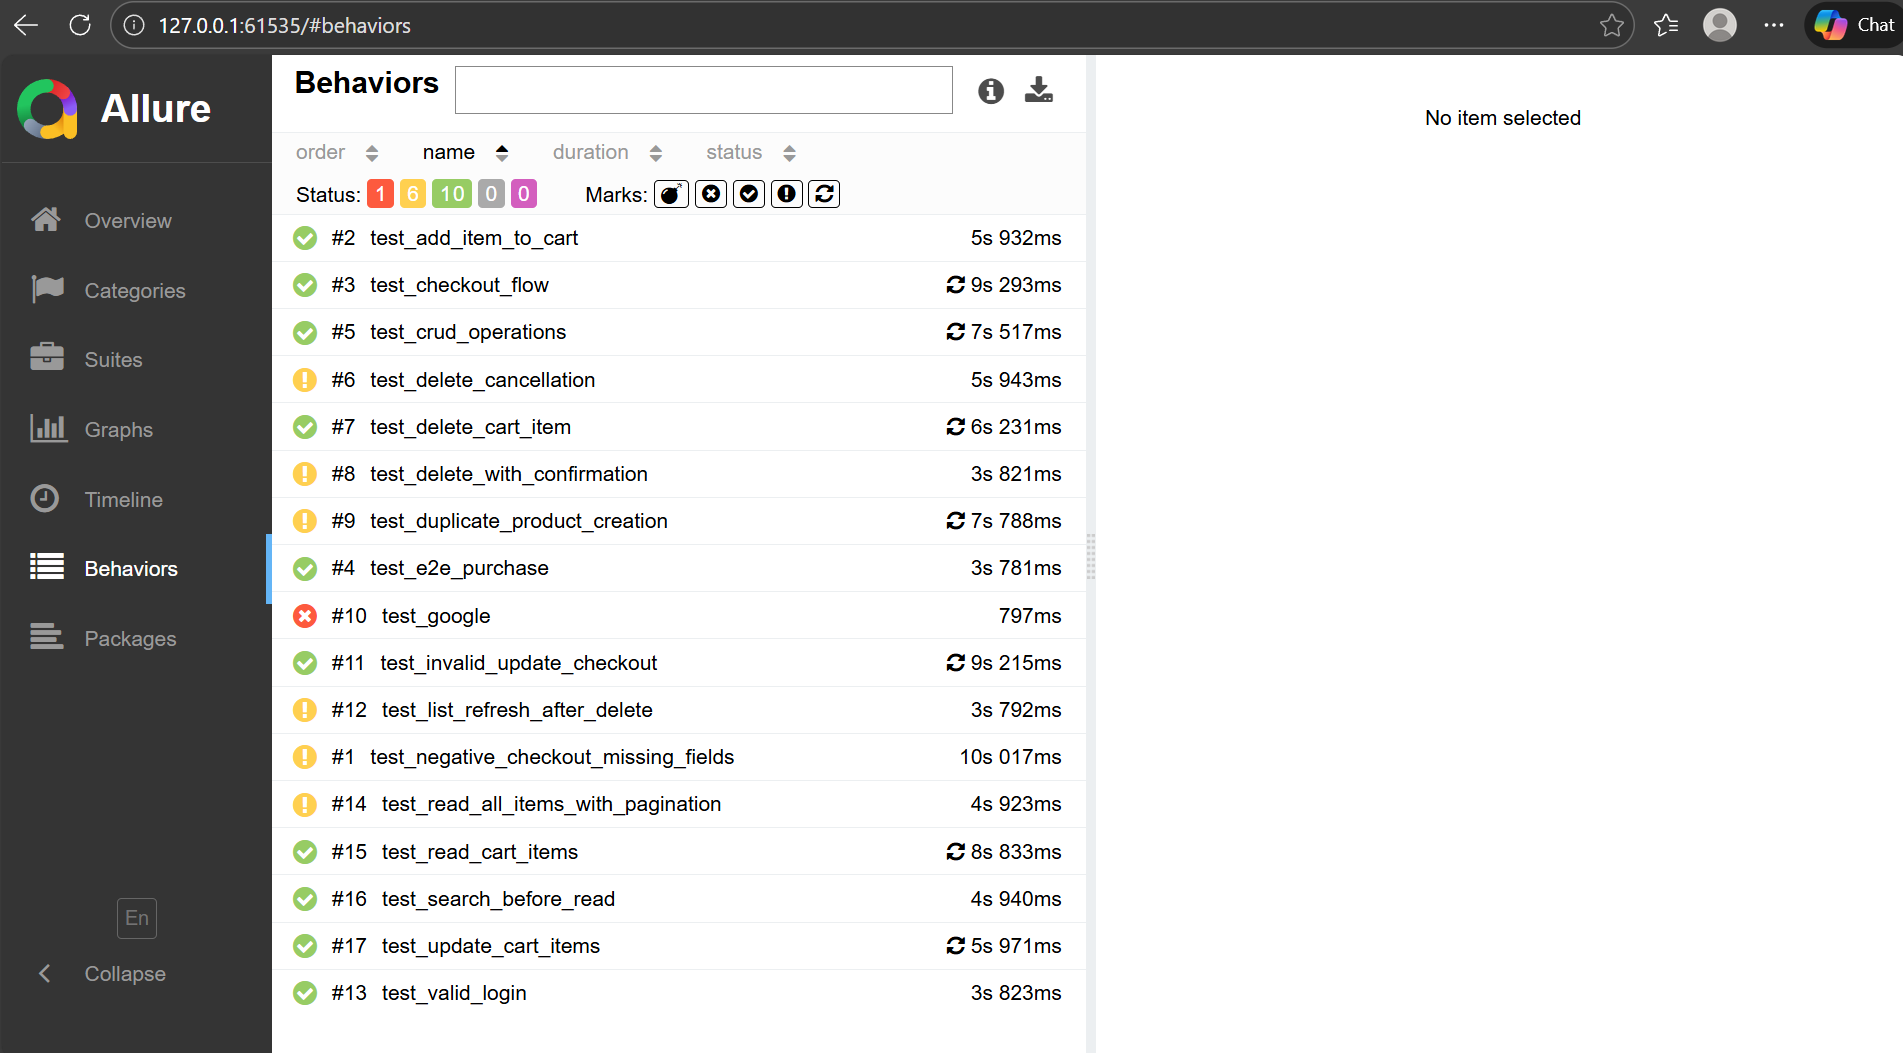 127.0.0.1:61535/#behaviors
Chat
Allure
Overview
Categories
Suites
Graphs
Timeline
Behaviors
Packages
En
Collapse
Behaviors
order name duration status
Status: 1 6 10 0 0 Marks:
#2 test_add_item_to_cart 5s 932ms
#3 test_checkout_flow 9s 293ms
#5 test_crud_operations 7s 517ms
#6 test_delete_cancellation 5s 943ms
#7 test_delete_cart_item 6s 231ms
#8 test_delete_with_confirmation 3s 821ms
#9 test_duplicate_product_creation 7s 788ms
#4 test_e2e_purchase 3s 781ms
#10 test_google 797ms
#11 test_invalid_update_checkout 9s 215ms
#12 test_list_refresh_after_delete 3s 792ms
#1 test_negative_checkout_missing_fields 10s 017ms
#14 test_read_all_items_with_pagination 4s 923ms
#15 test_read_cart_items 8s 833ms
#16 test_search_before_read 4s 940ms
#17 test_update_cart_items 5s 971ms
#13 test_valid_login 3s 823ms
No item selected